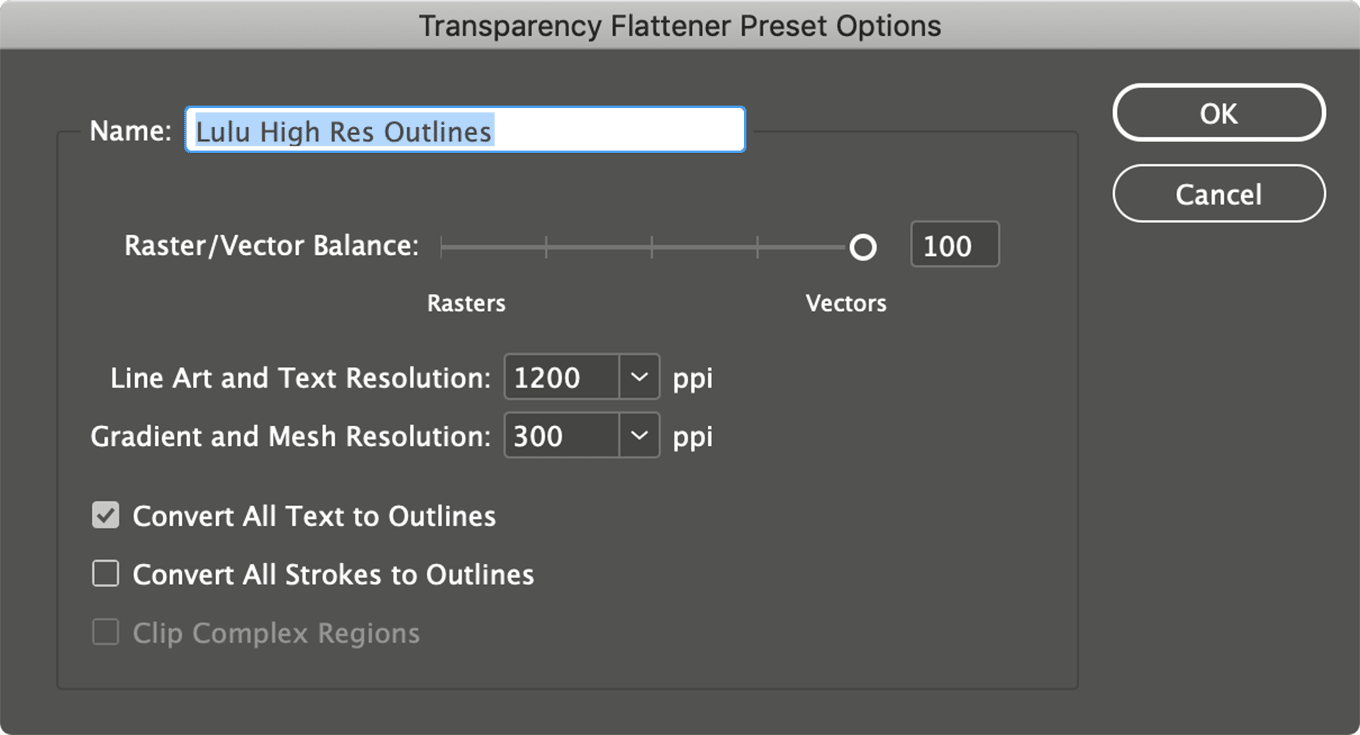 Transparency Flattener Preset Options
Name: Lulu High Res Outlines
OK
Cancel
Raster/Vector Balance: 100
Rasters Vectors
Line Art and Text Resolution: 1200 ppi
Gradient and Mesh Resolution: 300 ppi
Convert All Text to Outlines
Convert All Strokes to Outlines
Clip Complex Regions